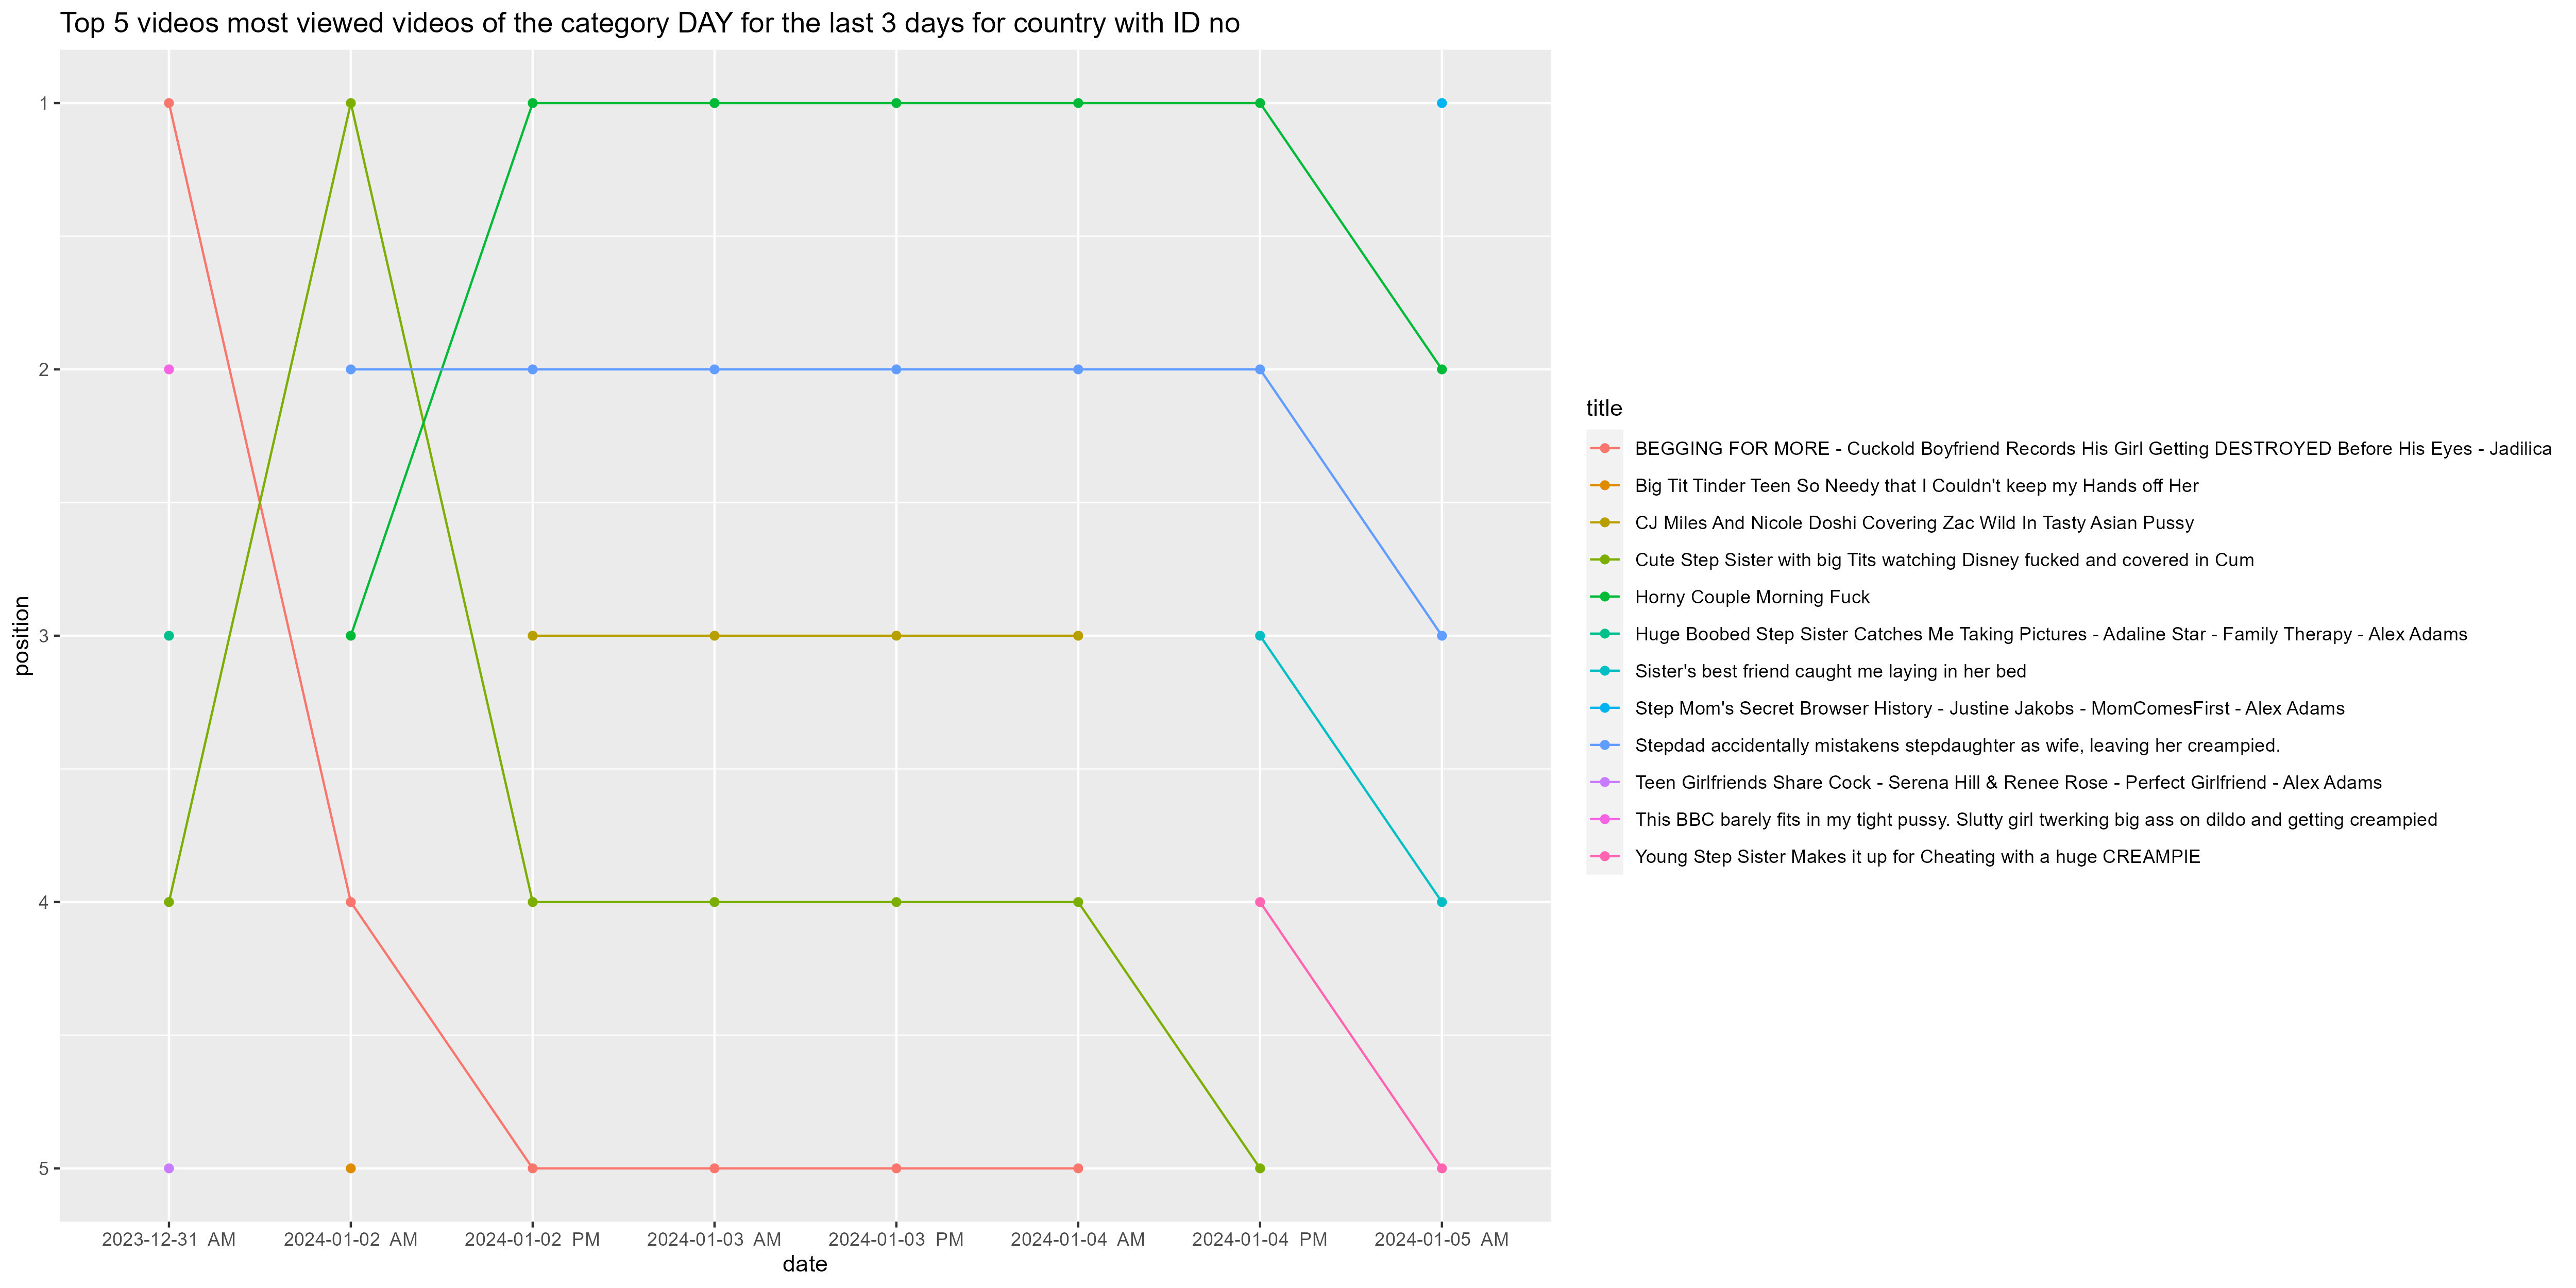 Top 5 videos most viewed videos of the category DAY for the last 3 days for country with ID no
1
2
3
4
5
position
2023-12-31  AM
2024-01-02  AM
2024-01-02  PM
2024-01-03  AM
2024-01-03  PM
2024-01-04  AM
2024-01-04  PM
2024-01-05  AM
date
title
BEGGING FOR MORE - Cuckold Boyfriend Records His Girl Getting DESTROYED Before His Eyes - Jadilica
Big Tit Tinder Teen So Needy that I Couldn't keep my Hands off Her
CJ Miles And Nicole Doshi Covering Zac Wild In Tasty Asian Pussy
Cute Step Sister with big Tits watching Disney fucked and covered in Cum
Horny Couple Morning Fuck
Huge Boobed Step Sister Catches Me Taking Pictures - Adaline Star - Family Therapy - Alex Adams
Sister's best friend caught me laying in her bed
Step Mom's Secret Browser History - Justine Jakobs - MomComesFirst - Alex Adams
Stepdad accidentally mistakens stepdaughter as wife, leaving her creampied.
Teen Girlfriends Share Cock - Serena Hill & Renee Rose - Perfect Girlfriend - Alex Adams
This BBC barely fits in my tight pussy. Slutty girl twerking big ass on dildo and getting creampied
Young Step Sister Makes it up for Cheating with a huge CREAMPIE